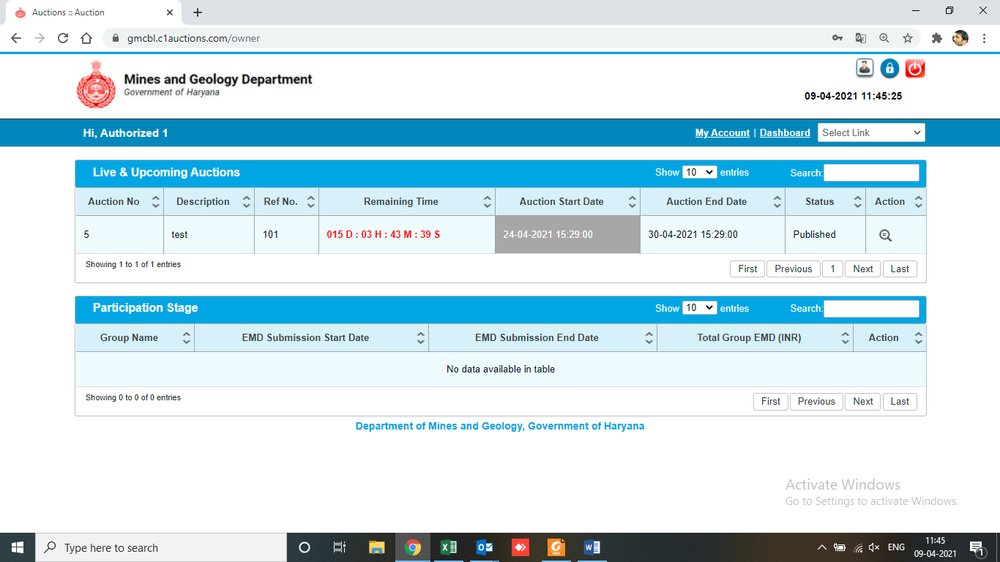 Auctions :: Auction
gmcbl.c1auctions.com/owner
Mines and Geology Department
Government of Haryana
09-04-2021 11:45:25
Hi, Authorized 1
My Account | Dashboard Select Link
Live & Upcoming Auctions Show 10 entries Search:
Auction No Description Ref No. Remaining Time Auction Start Date Auction End Date Status Action
5 test 101 015 D : 03 H : 43 M : 39 S 24-04-2021 15:29:00 30-04-2021 15:29:00 Published
Showing 1 to 1 of 1 entries
First Previous 1 Next Last
Participation Stage Show 10 entries Search:
Group Name EMD Submission Start Date EMD Submission End Date Total Group EMD (INR) Action
No data available in table
Showing 0 to 0 of 0 entries
First Previous Next Last
Department of Mines and Geology, Government of Haryana
Activate Windows
Go to Settings to activate Windows.
Type here to search
ENG
11:45
09-04-2021
1